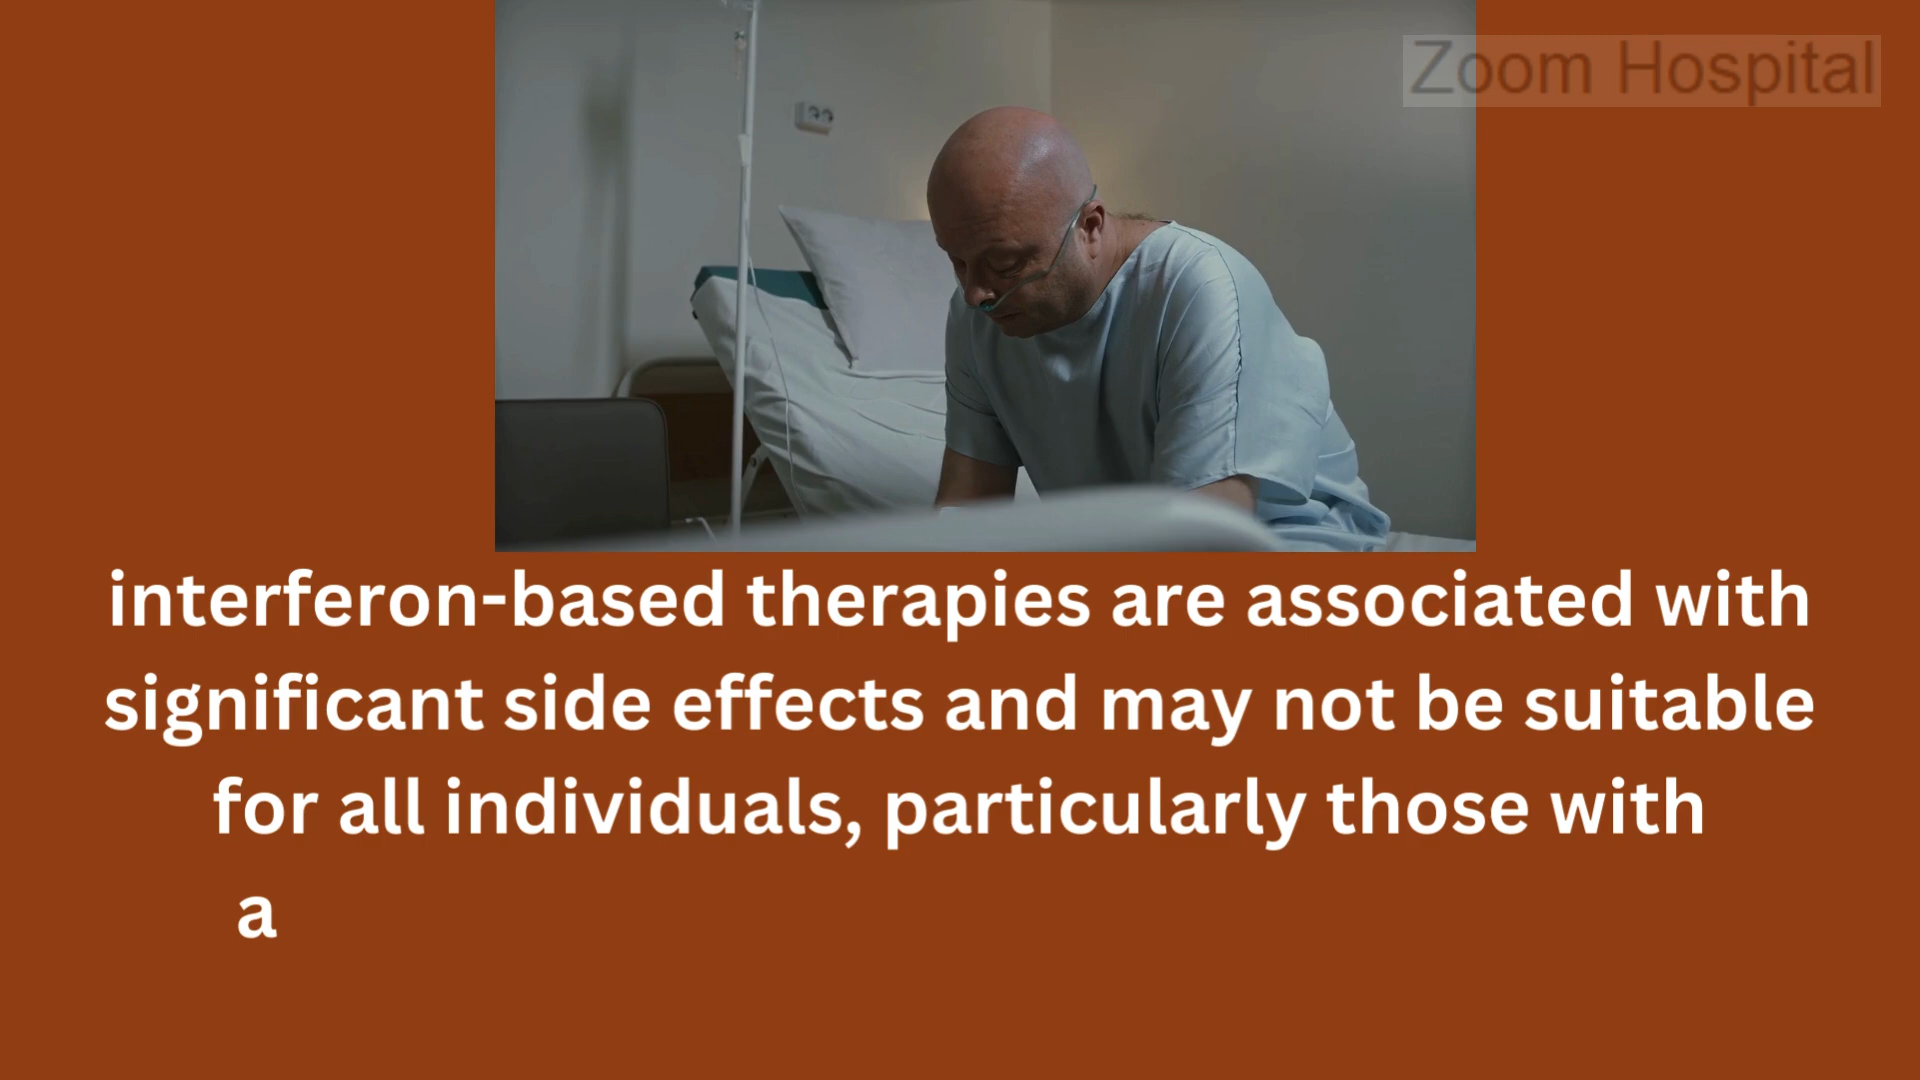 Zoom Hospital
interferon-based therapies are associated with
significant side effects and may not be suitable
for all individuals, particularly those with
a